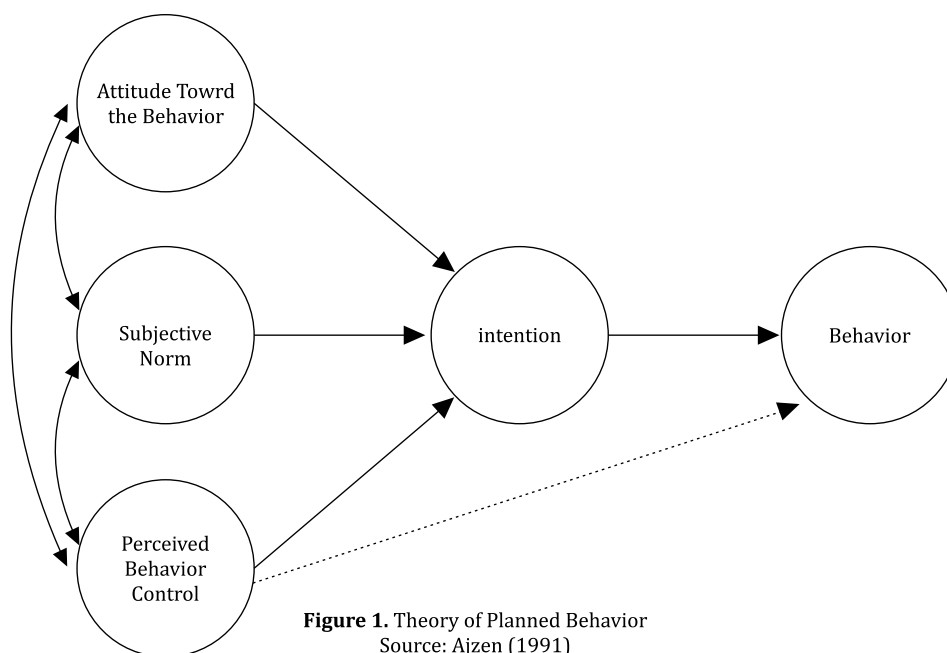 Attitude Towrd
the Behavior
Subjective
Norm
intention
Behavior
Perceived
Behavior
Control
Figure 1. Theory of Planned Behavior
Source: Ajzen (1991)